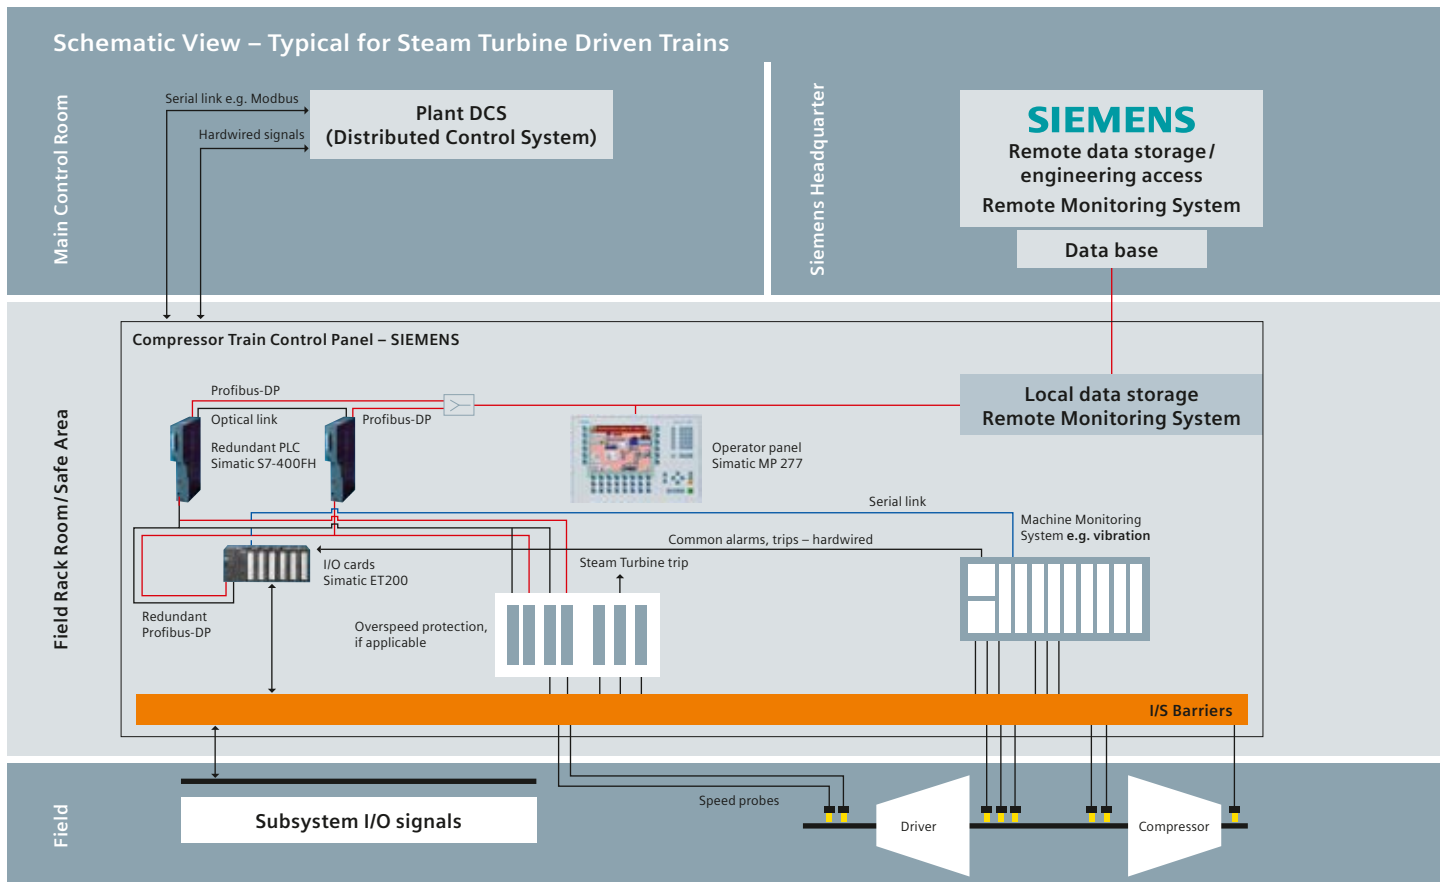 Schematic View – Typical for Steam Turbine Driven Trains
Main Control Room
Serial link e.g. Modbus
Hardwired signals
Plant DCS
(Distributed Control System)
Siemens Headquarter
SIEMENS
Remote data storage/
engineering access
Remote Monitoring System
Data base
Field Rack Room/Safe Area
Compressor Train Control Panel – SIEMENS
Profibus-DP
Optical link
Profibus-DP
Redundant PLC
Simatic S7-400FH
Operator panel
Simatic MP 277
Local data storage
Remote Monitoring System
Serial link
Machine Monitoring
System e.g. vibration
Common alarms, trips – hardwired
Steam Turbine trip
I/O cards
Simatic ET200
Redundant
Profibus-DP
Overspeed protection,
if applicable
I/S Barriers
Field
Subsystem I/O signals
Speed probes
Driver
Compressor